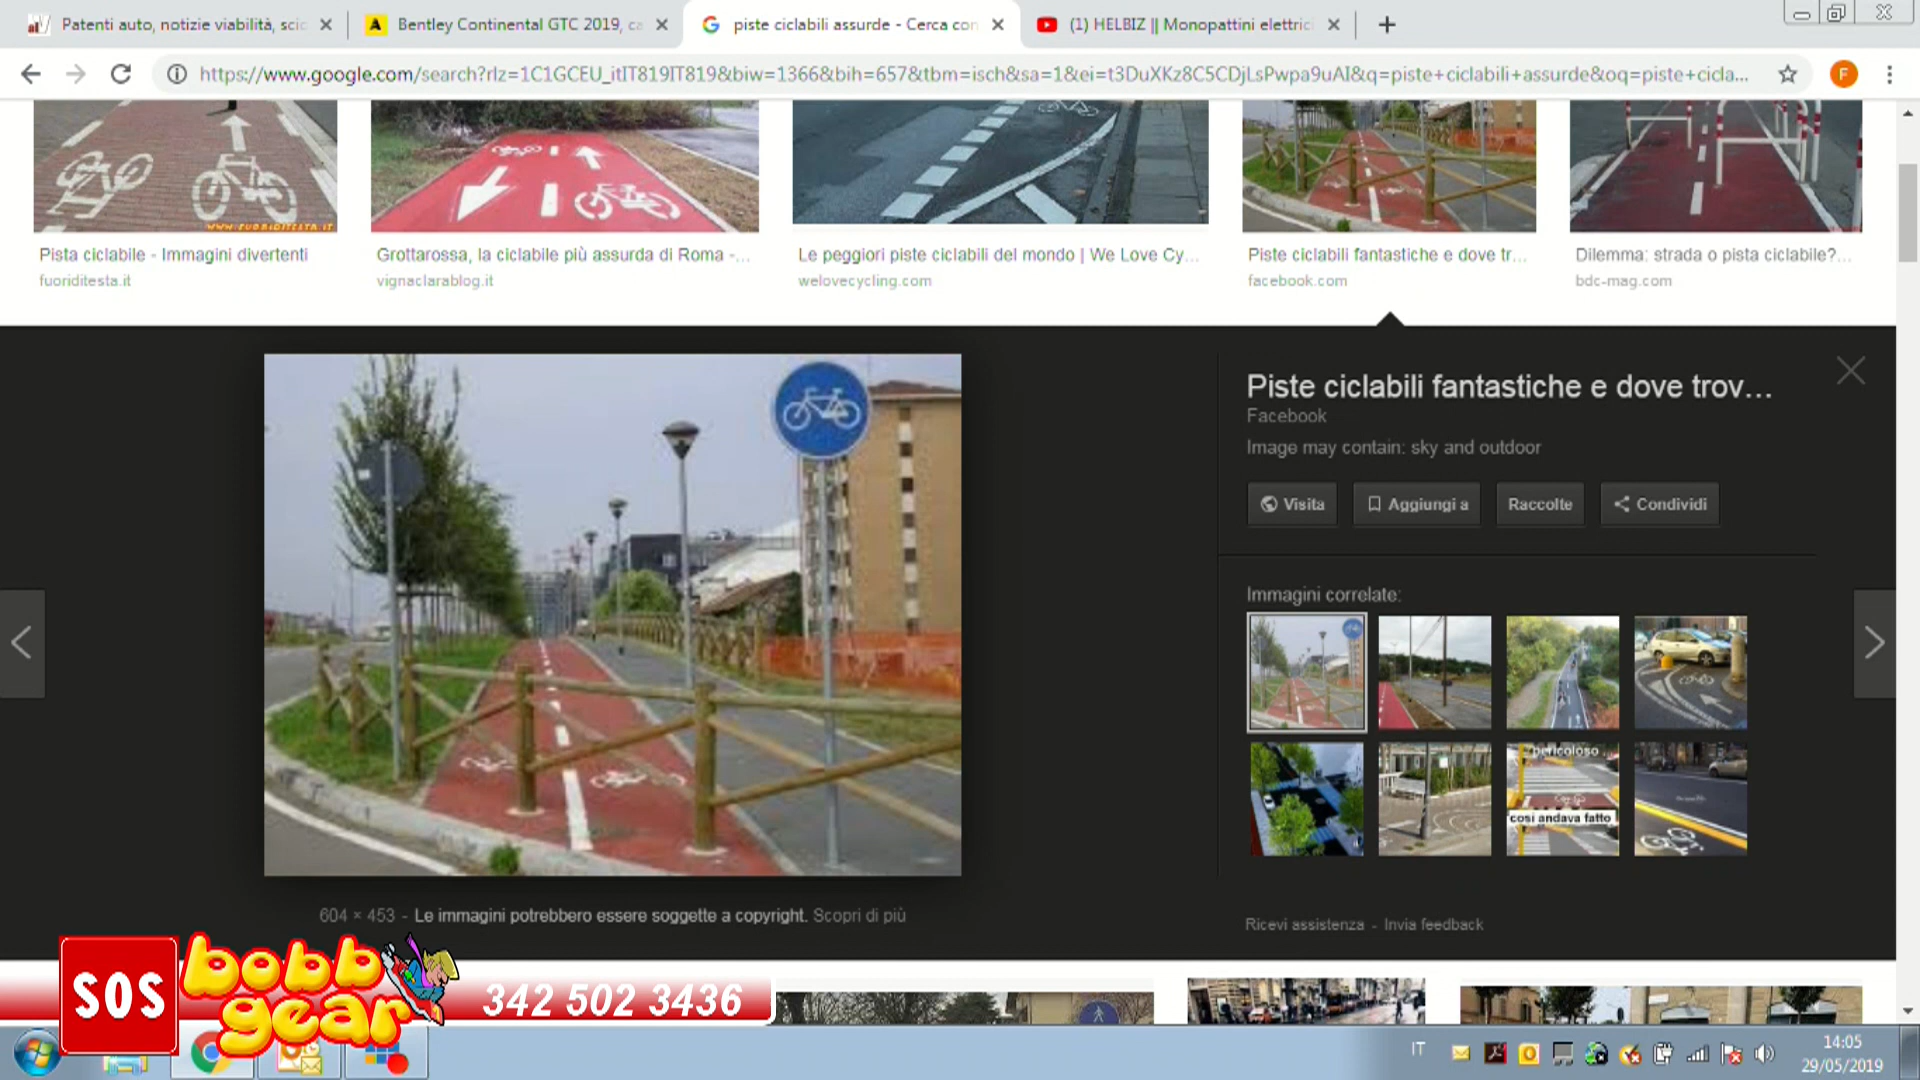 Patenti auto, notizie viabilità, scio
Bentley Continental GTC 2019, ca
piste ciclabili assurde - Cerca con
(1) HELBIZ || Monopattini elettrici
https://www.google.com/search?rlz=1C1GCEU_itIT819IT819&biw=1366&bih=657&tbm=isch&sa=1&ei=t3DuXKz8C5CDjLsPwpa9uAI&q=piste+ciclabili+assurde&oq=piste+cicla...
F
WWW.FUORIDITESTA.IT
Pista ciclabile - Immagini divertenti
fuoriditesta.it
Grottarossa, la ciclabile più assurda di Roma -...
vignaclarablog.it
Le peggiori piste ciclabili del mondo | We Love Cy...
welovecycling.com
Piste ciclabili fantastiche e dove tr...
facebook.com
Dilemma: strada o pista ciclabile?...
bdc-mag.com
Piste ciclabili fantastiche e dove trov...
Facebook
Image may contain: sky and outdoor
Visita
Aggiungi a
Raccolte
Condividi
Immagini correlate:
pericoloso
così andava fatto
604 × 453 - Le immagini potrebbero essere soggette a copyright. Scopri di più
Ricevi assistenza - Invia feedback
SOS
bobb
gear
342 502 3436
IT
14:05
29/05/2019